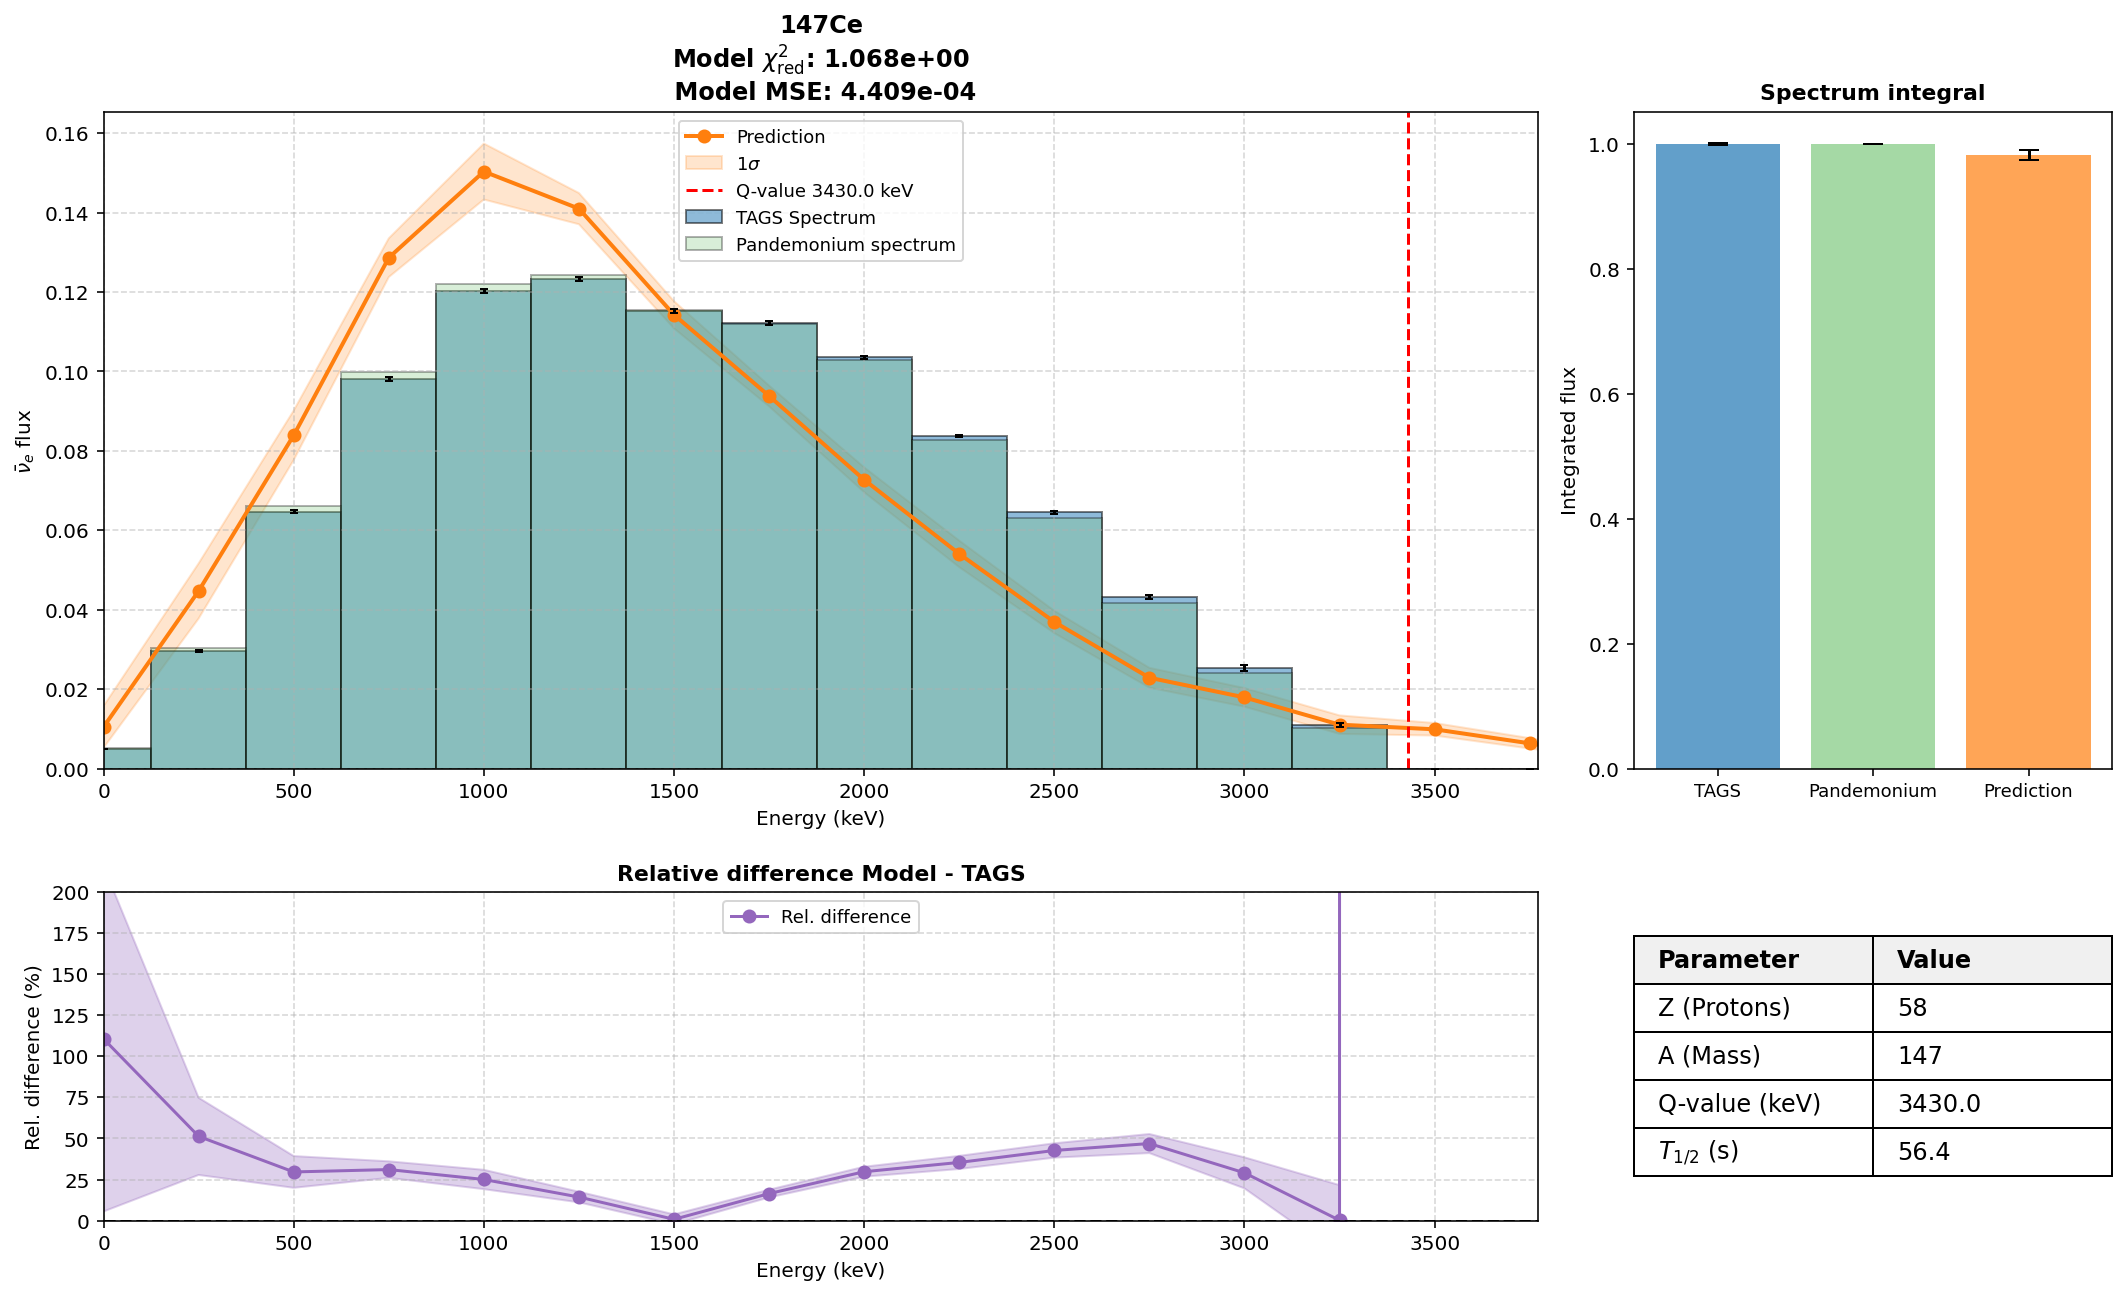 147Ce
Model χ²red: 1.068e+00
Model MSE: 4.409e-04
0.16
0.14
0.12
0.10
0.08
0.06
0.04
0.02
0.00
ν̄e flux
Prediction
1σ
Q-value 3430.0 keV
TAGS Spectrum
Pandemonium spectrum
0 500 1000 1500 2000 2500 3000 3500
Energy (keV)
Spectrum integral
1.0
0.8
0.6
0.4
0.2
0.0
Integrated flux
TAGS Pandemonium Prediction
Relative difference Model - TAGS
200
175
150
125
100
75
50
25
0
Rel. difference (%)
Rel. difference
0 500 1000 1500 2000 2500 3000 3500
Energy (keV)
Parameter Value
Z (Protons) 58
A (Mass) 147
Q-value (keV) 3430.0
T1/2 (s) 56.4